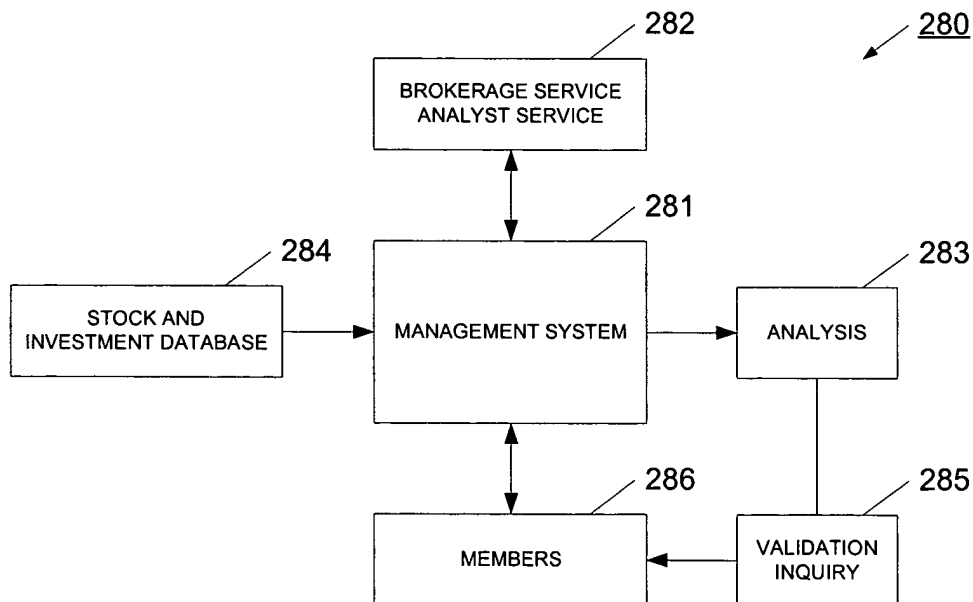 280
282
BROKERAGE SERVICE
ANALYST SERVICE
281
MANAGEMENT SYSTEM
284
STOCK AND
INVESTMENT DATABASE
283
ANALYSIS
286
MEMBERS
285
VALIDATION
INQUIRY